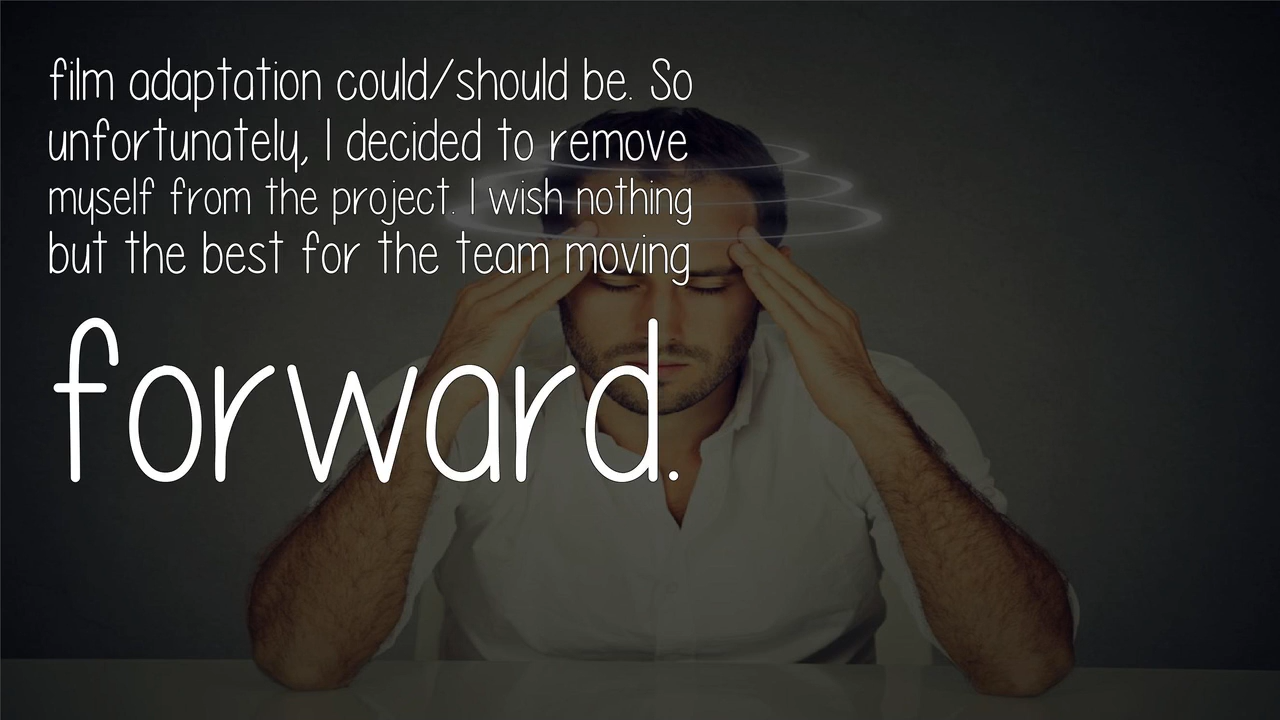 film adaptation could/should be. So
unfortunately, I decided to remove
myself from the project. I wish nothing
but the best for the team moving
forward.